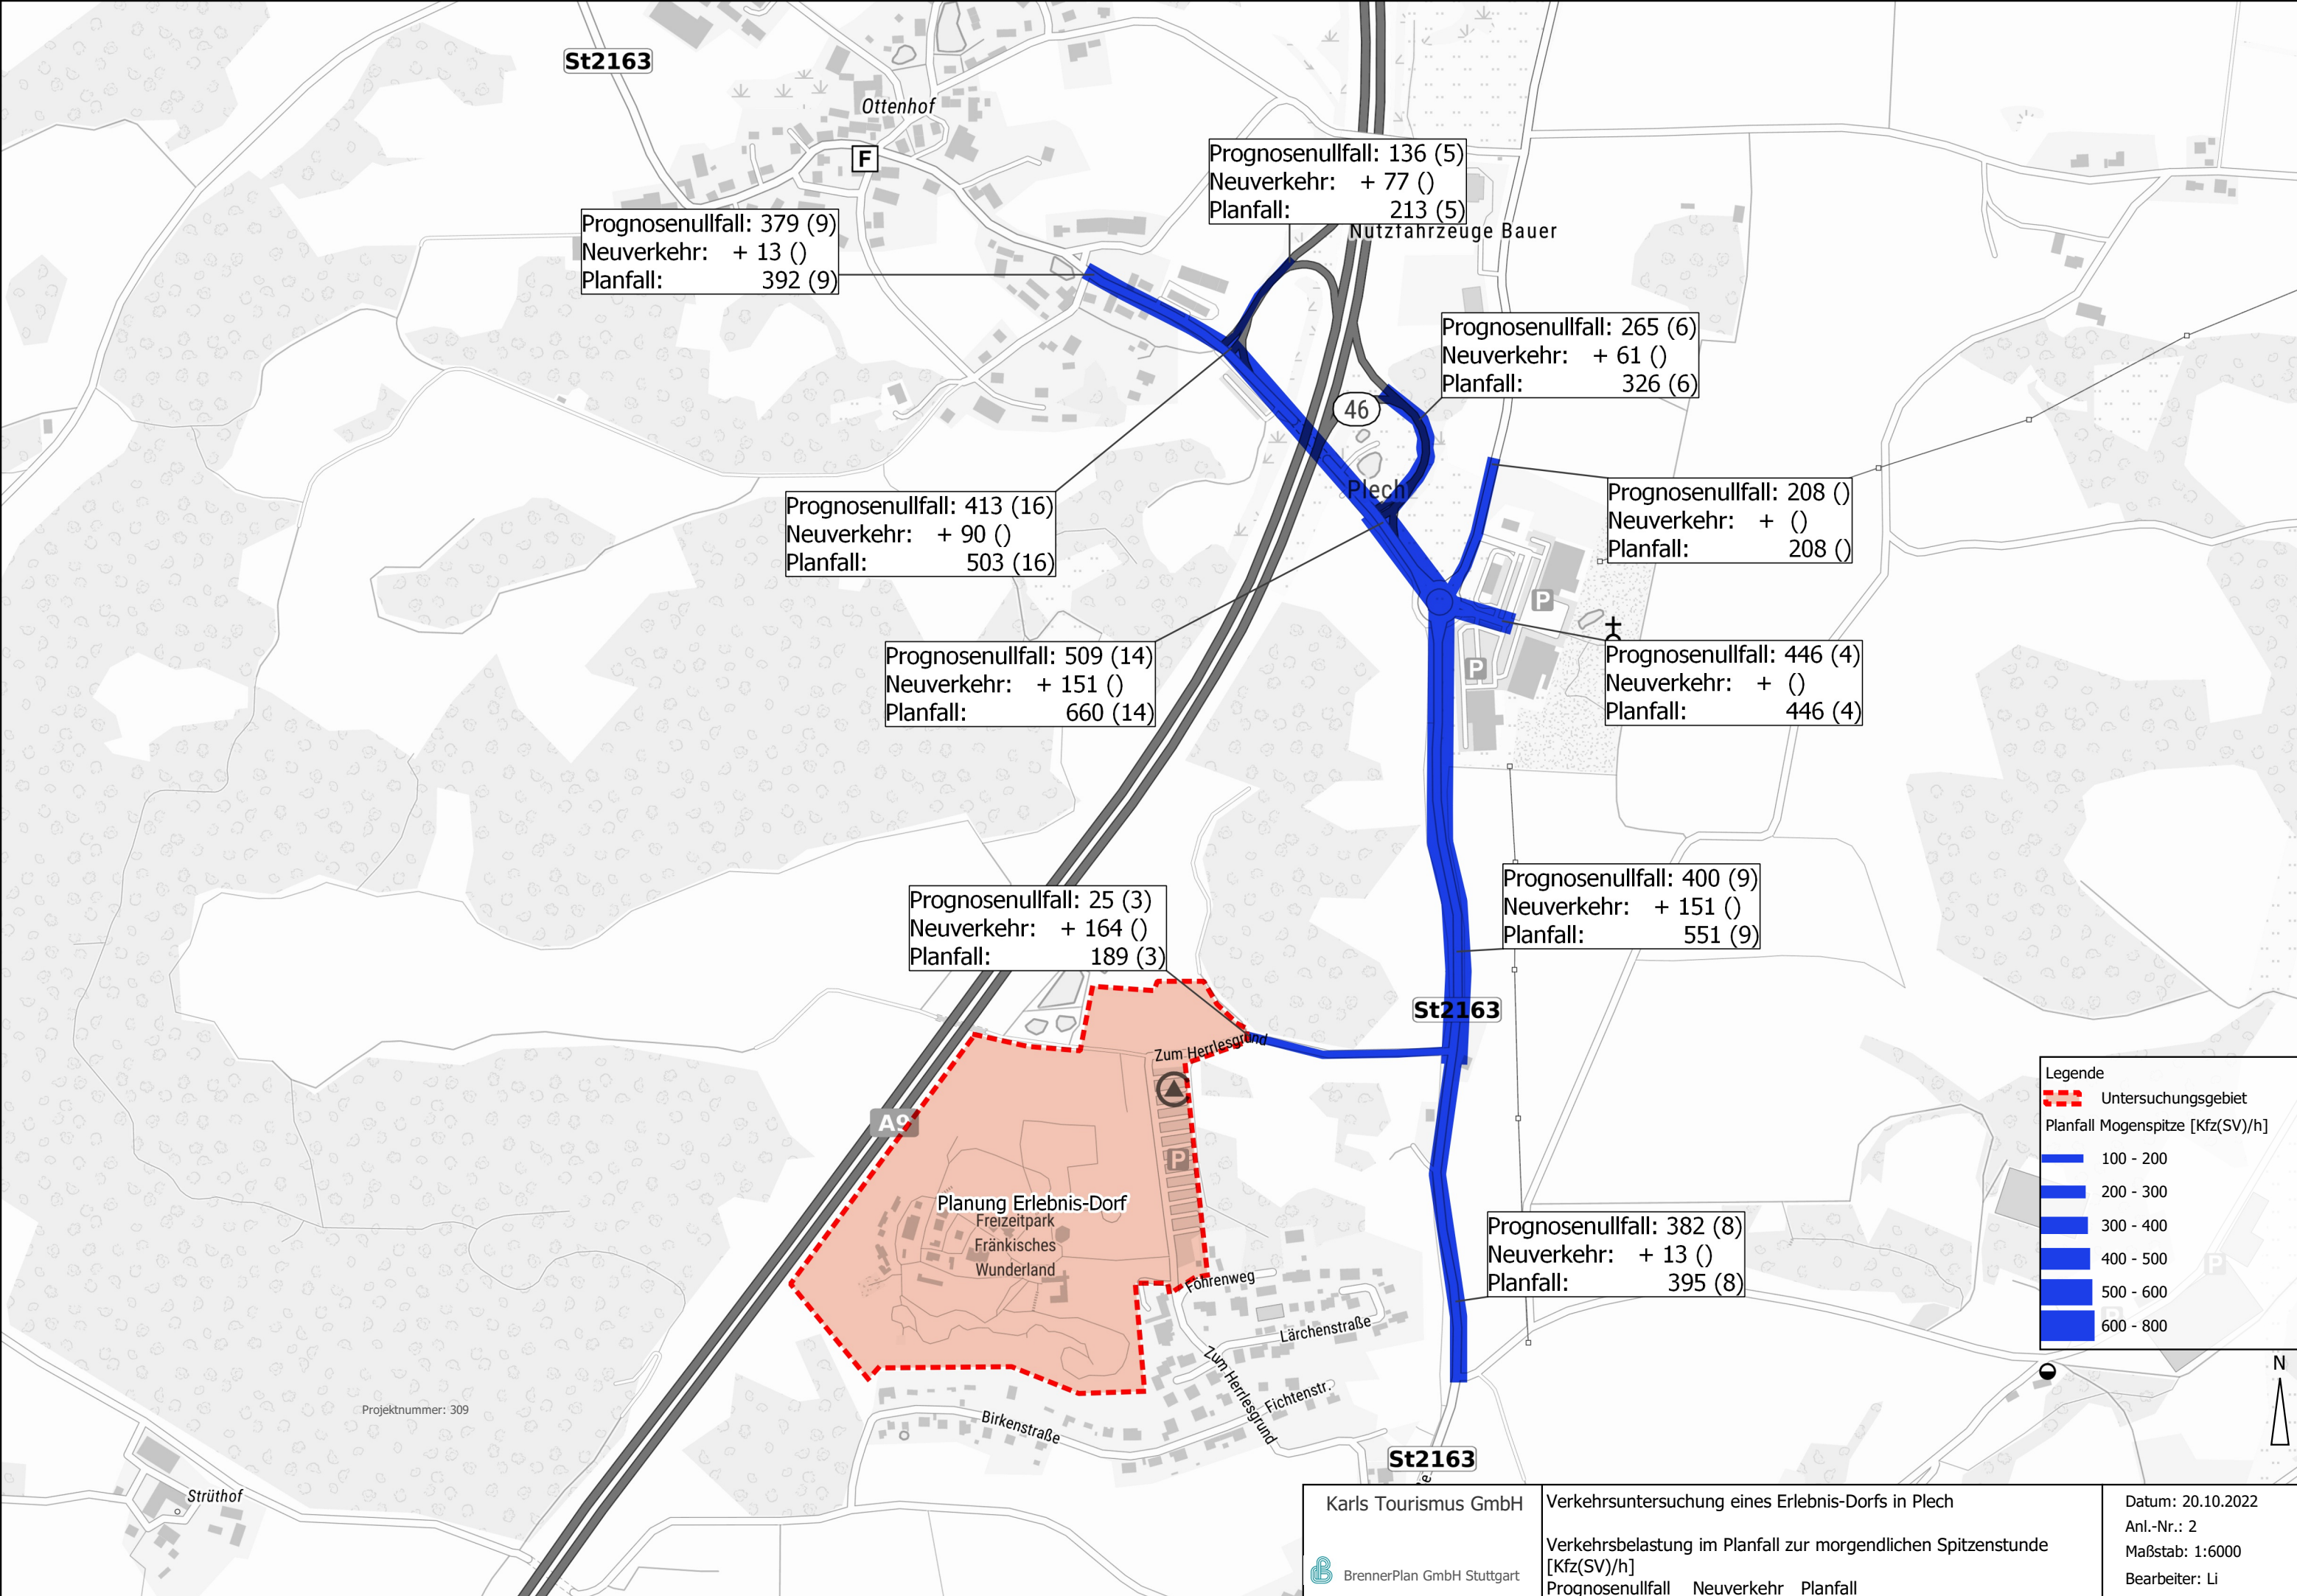 St2163
Ottenhof
F
Prognosenullfall: 136 (5)
Neuverkehr: + 77 ()
Planfall: 213 (5)
Nutzfahrzeuge Bauer
Prognosenullfall: 379 (9)
Neuverkehr: + 13 ()
Planfall: 392 (9)
Prognosenullfall: 265 (6)
Neuverkehr: + 61 ()
Planfall: 326 (6)
46
Plech
Prognosenullfall: 413 (16)
Neuverkehr: + 90 ()
Planfall: 503 (16)
Prognosenullfall: 208 ()
Neuverkehr: + ()
Planfall: 208 ()
P
P
Prognosenullfall: 509 (14)
Neuverkehr: + 151 ()
Planfall: 660 (14)
Prognosenullfall: 446 (4)
Neuverkehr: + ()
Planfall: 446 (4)
Prognosenullfall: 25 (3)
Neuverkehr: + 164 ()
Planfall: 189 (3)
Prognosenullfall: 400 (9)
Neuverkehr: + 151 ()
Planfall: 551 (9)
St2163
Zum Herrlesgrund
A9
P
Planung Erlebnis-Dorf
Freizeitpark
Fränkisches
Wunderland
Prognosenullfall: 382 (8)
Neuverkehr: + 13 ()
Planfall: 395 (8)
Föhrenweg
Lärchenstraße
Zum Herrlesgrund
Fichtenstr.
Birkenstraße
Projektnummer: 309
Strüthof
St2163
Legende
Untersuchungsgebiet
Planfall Mogenspitze [Kfz(SV)/h]
100 - 200
200 - 300
300 - 400
400 - 500
500 - 600
600 - 800
P
P
N
Karls Tourismus GmbH
BrennerPlan GmbH Stuttgart
Verkehrsuntersuchung eines Erlebnis-Dorfs in Plech
Verkehrsbelastung im Planfall zur morgendlichen Spitzenstunde
[Kfz(SV)/h]
Prognosenullfall Neuverkehr Planfall
Datum: 20.10.2022
Anl.-Nr.: 2
Maßstab: 1:6000
Bearbeiter: Li